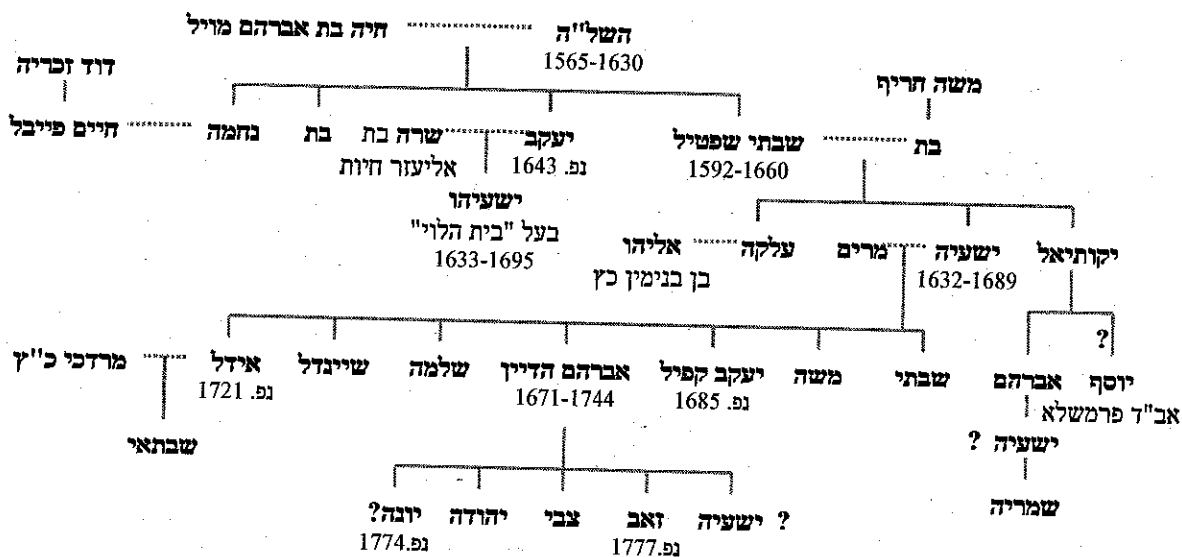 השל"ה חיה בת אברהם מויל
1565-1630
משה חריף דוד זכריה
בת שבתי שפטיל יעקב שרה בת בת נחמה חיים פייבל
1592-1660 נפ. 1643 אליעזר חיות
ישעיהו
בעל "בית הלוי"
1633-1695
יקותיאל ישעיה מרים עלקה אליהו
1632-1689 בן בנימין כץ
?
יוסף אברהם שבתי משה יעקב קפיל אברהם הדיין שלמה שיינדל אידל מרדכי כ"ץ
אב"ד פרמשלא נפ. 1685 1671-1744 נפ. 1721
ישעיה ? שבתאי
שמריה
? ישעיה זאב צבי יהודה יונה?
נפ.1777 נפ.1774